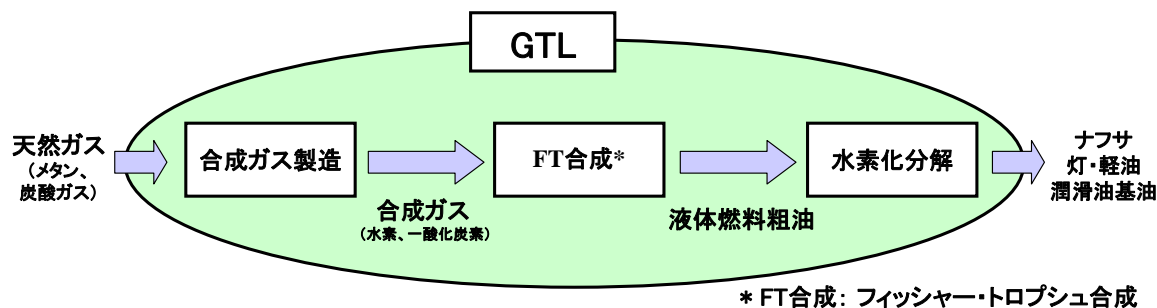 GTL
天然ガス
(メタン、
炭酸ガス)
合成ガス製造
合成ガス
(水素、一酸化炭素)
FT合成*
液体燃料粗油
水素化分解
ナフサ
灯・軽油
潤滑油基油
* FT合成: フィッシャー・トロプシュ合成